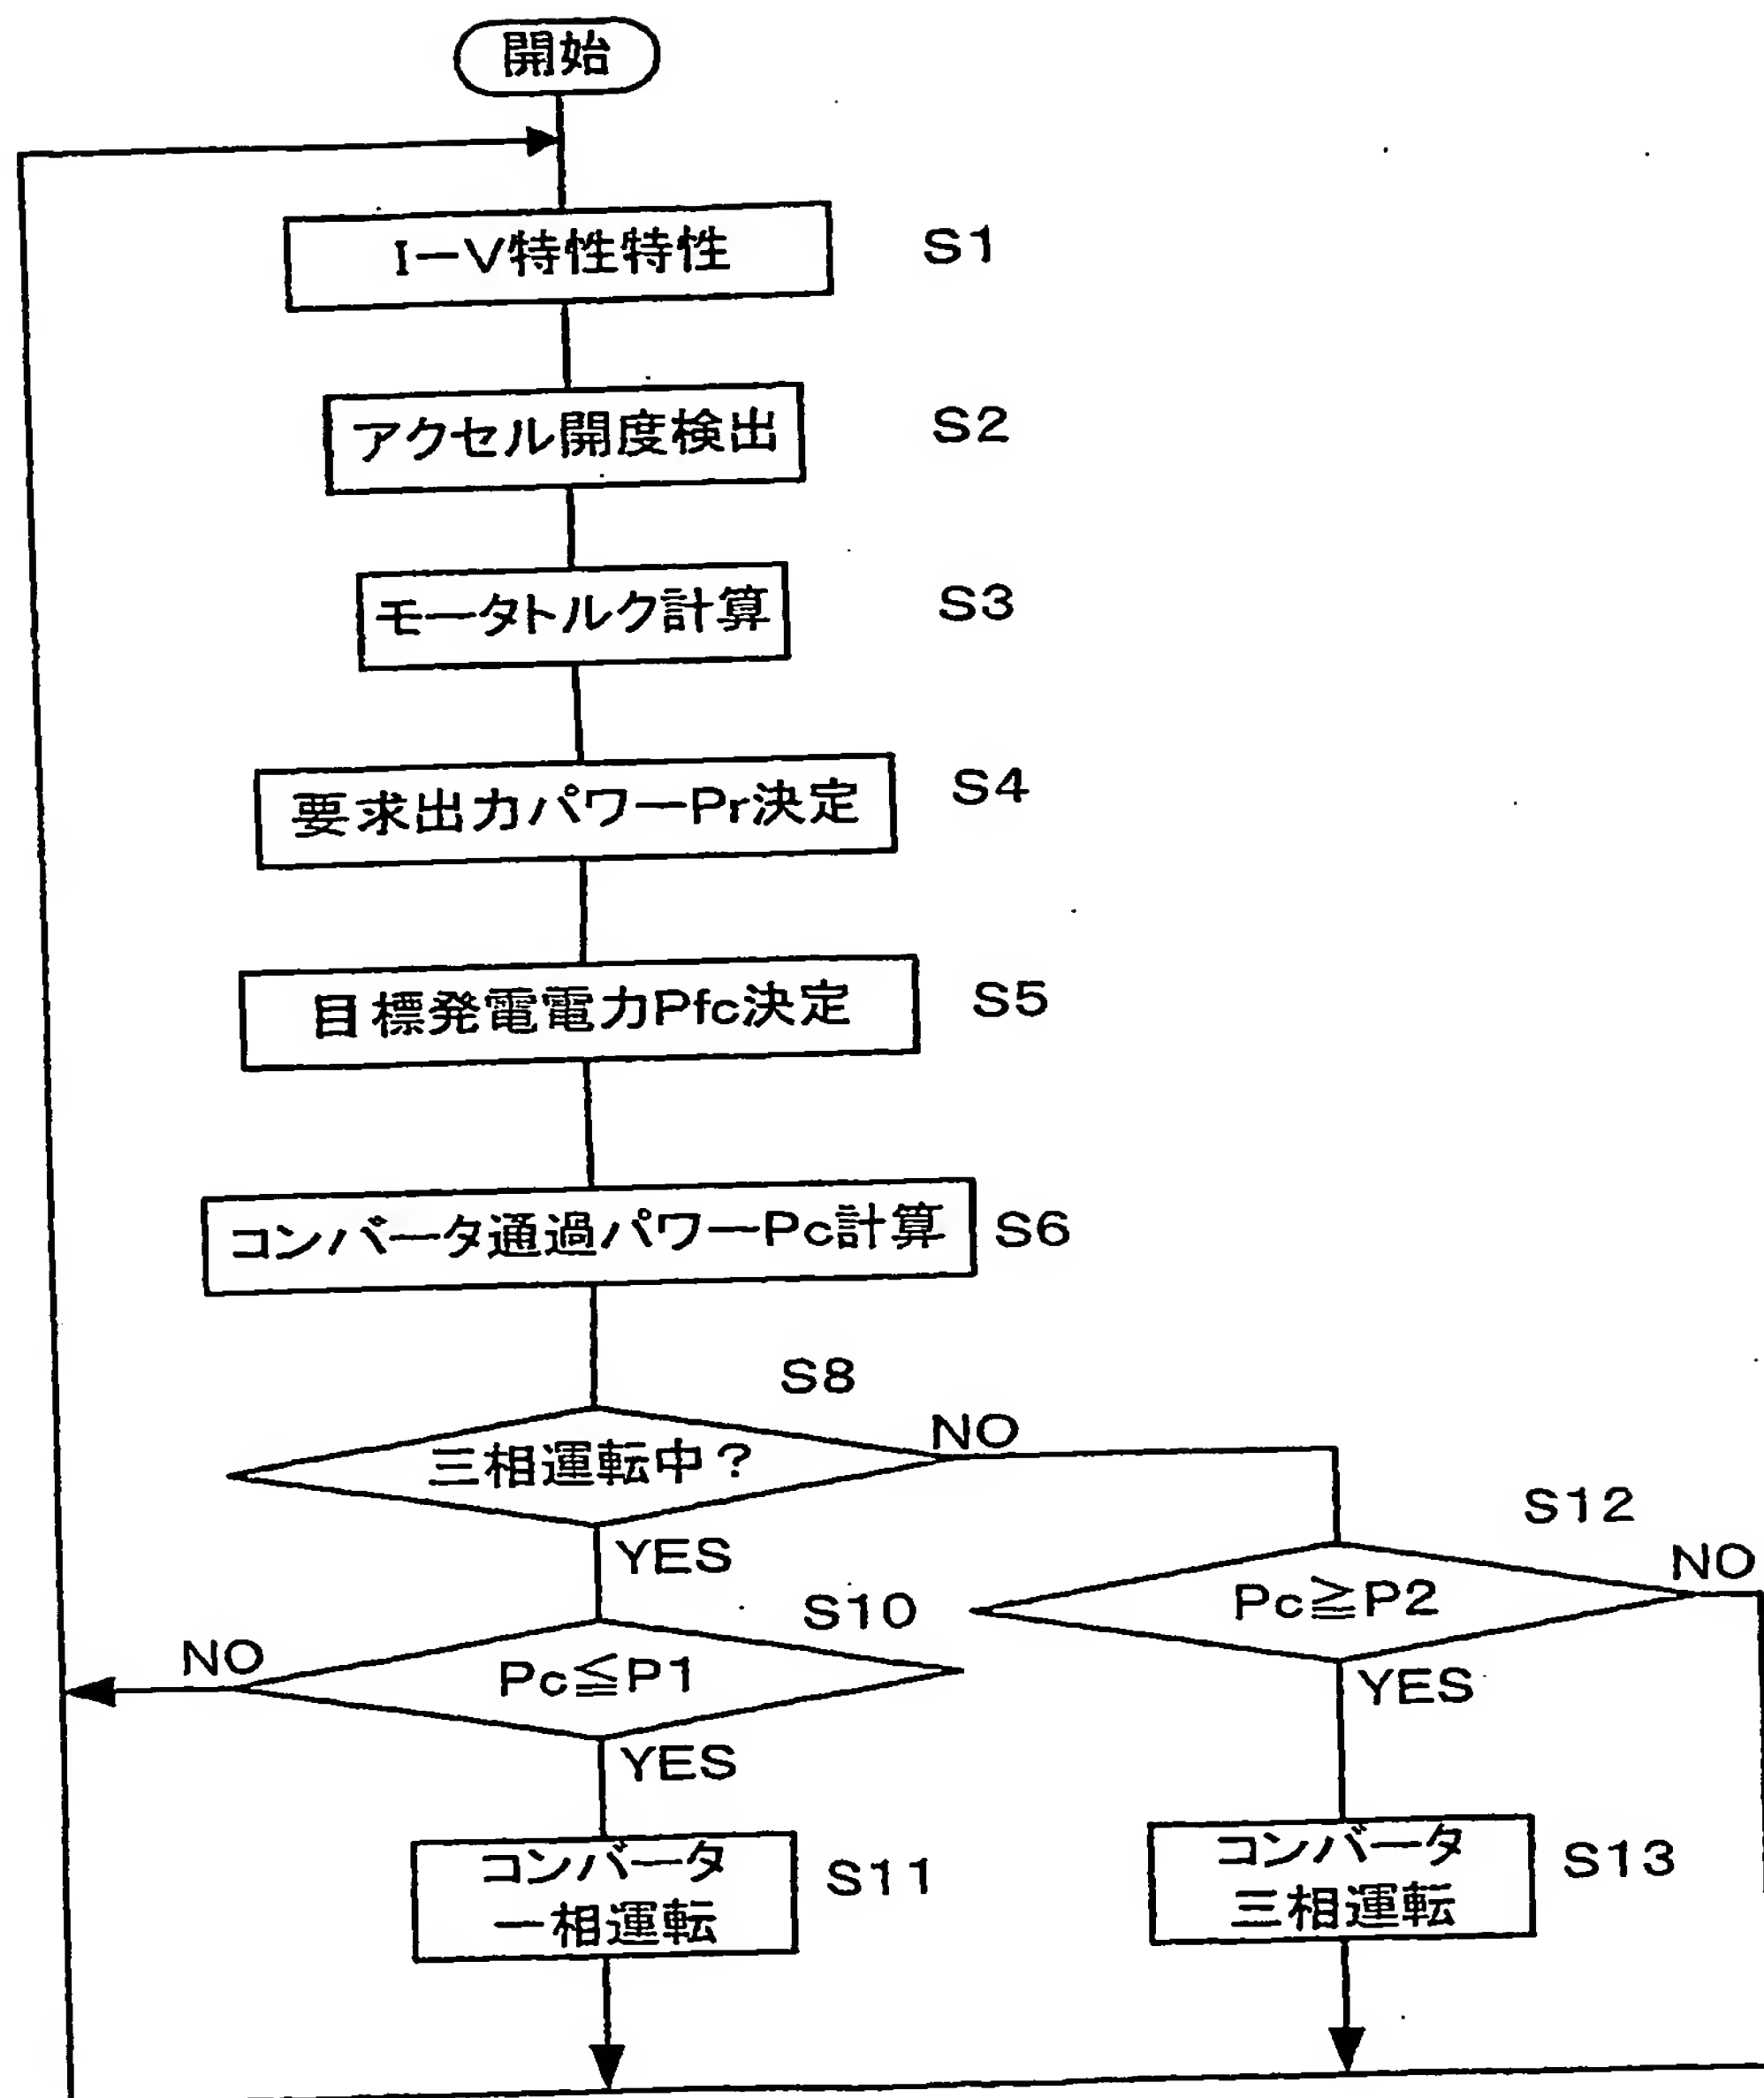 開始
I－V特性特性
S1
アクセル開度検出
S2
モータトルク計算
S3
要求出力パワーPr決定
S4
目標発電電力Pfc決定
S5
コンバータ通過パワーPc計算
S6
S8
三相運転中？
NO
YES
S12
Pc≧P2
NO
YES
S10
Pc≦P1
NO
YES
コンバータ
一相運転
S11
コンバータ
三相運転
S13